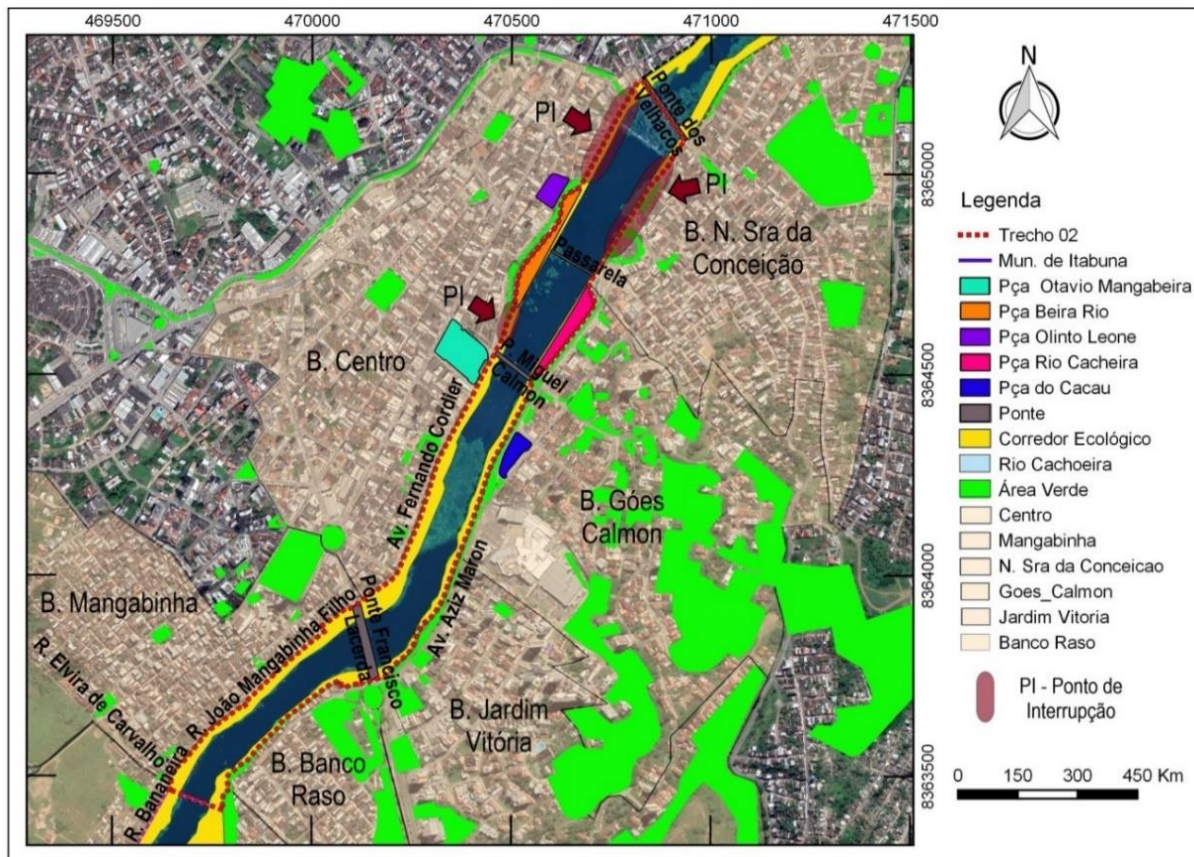 469500
470000
470500
471000
471500
8365000
8364500
8364000
8363500
PI
PI
PI
Ponte dos
Velhacos
Passarela
B. N. Sra da
Conceição
B. Centro
P. Miguel
Calmon
Av. Fernando Cordier
B. Góes
Calmon
Av. Aziz Maron
B. Mangabinha
Ponte Francisco
Lacerda
R. João Mangabinha Filho
R. Elvira de Carvalho
R. Bananeira
B. Jardim
Vitória
B. Banco
Raso
N
Legenda
Trecho 02
Mun. de Itabuna
Pça Otavio Mangabeira
Pça Beira Rio
Pça Olinto Leone
Pça Rio Cacheira
Pça do Cacau
Ponte
Corredor Ecológico
Rio Cachoeira
Área Verde
Centro
Mangabinha
N. Sra da Conceicao
Goes_Calmon
Jardim Vitoria
Banco Raso
PI - Ponto de
Interrupção
0 150 300 450 Km